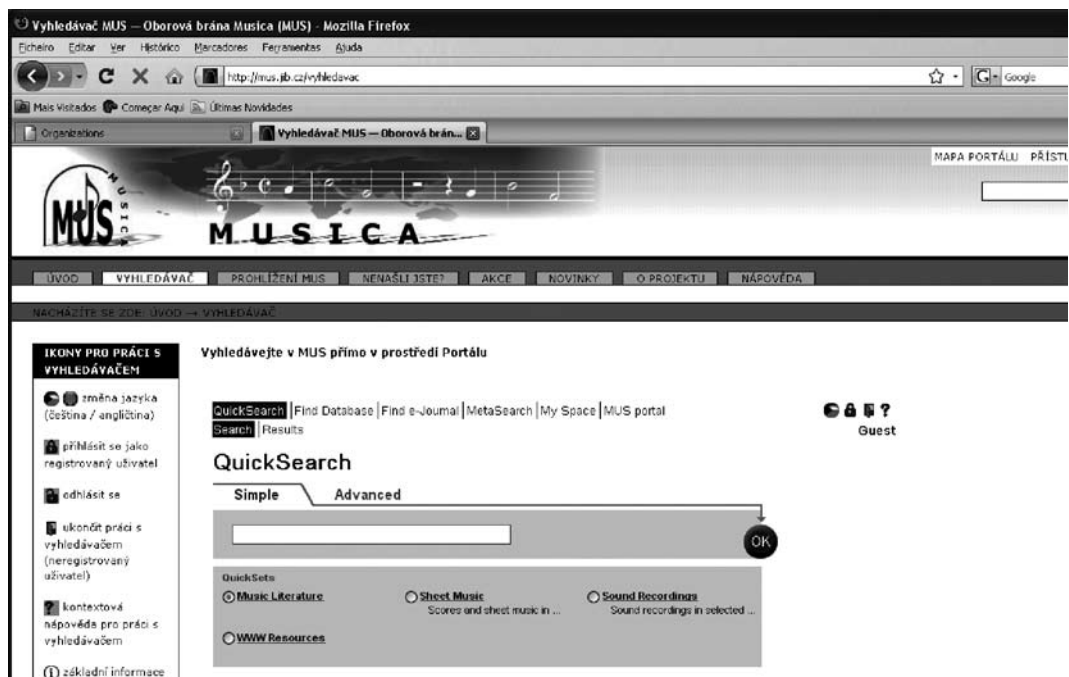 Vyhledávač MUS — Oborová brána Musica (MUS) - Mozilla Firefox
Ficheiro Editar Ver Histórico Marcadores Ferramentas Ajuda
http://mus.jib.cz/vyhledavac
Google
Mais Visitados Começar Aqui Últimas Novidades
Organizations Vyhledávač MUS — Oborová brán...
MAPA PORTÁLU PŘÍSTU
MUS
MUSICA
MUSICA
ÚVOD VYHLEDÁVAČ PROHLÍŽENÍ MUS NENAŠLI JSTE? AKCE NOVINKY O PROJEKTU NÁPOVĚDA
NACHÁZÍTE SE ZDE: ÚVOD → VYHLEDÁVAČ
IKONY PRO PRÁCI S
VYHLEDÁVAČEM
změna jazyka
(čeština / angličtina)
přihlásit se jako
registrovaný uživatel
odhlásit se
ukončit práci s
vyhledávačem
(neregistrovaný
uživatel)
kontextová
nápověda pro práci s
vyhledávačem
základní informace
Vyhledávejte v MUS přímo v prostředí Portálu
QuickSearch | Find Database | Find e-Journal | MetaSearch | My Space | MUS portal
Search | Results
Guest
QuickSearch
Simple Advanced
OK
QuickSets
Music Literature Sheet Music Sound Recordings
Scores and sheet music in ... Sound recordings in selected ...
WWW Resources